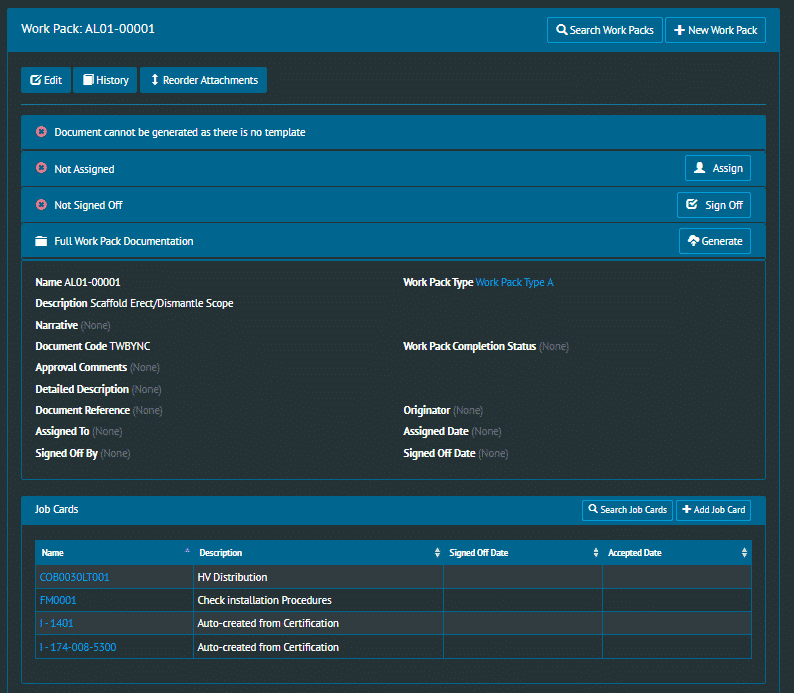 Work Pack: AL01-00001 Search Work Packs New Work Pack
Edit History Reorder Attachments
Document cannot be generated as there is no template
Not Assigned Assign
Not Signed Off Sign Off
Full Work Pack Documentation Generate
Name AL01-00001 Work Pack Type Work Pack Type A
Description Scaffold Erect/Dismantle Scope
Narrative (None)
Document Code TWBYNC Work Pack Completion Status (None)
Approval Comments (None)
Detailed Description (None)
Document Reference (None) Originator (None)
Assigned To (None) Assigned Date (None)
Signed Off By (None) Signed Off Date (None)
Job Cards Search Job Cards Add Job Card
Name Description Signed Off Date Accepted Date
COB0030LT001 HV Distribution
FM0001 Check installation Procedures
I - 1401 Auto-created from Certification
I - 174-008-5300 Auto-created from Certification